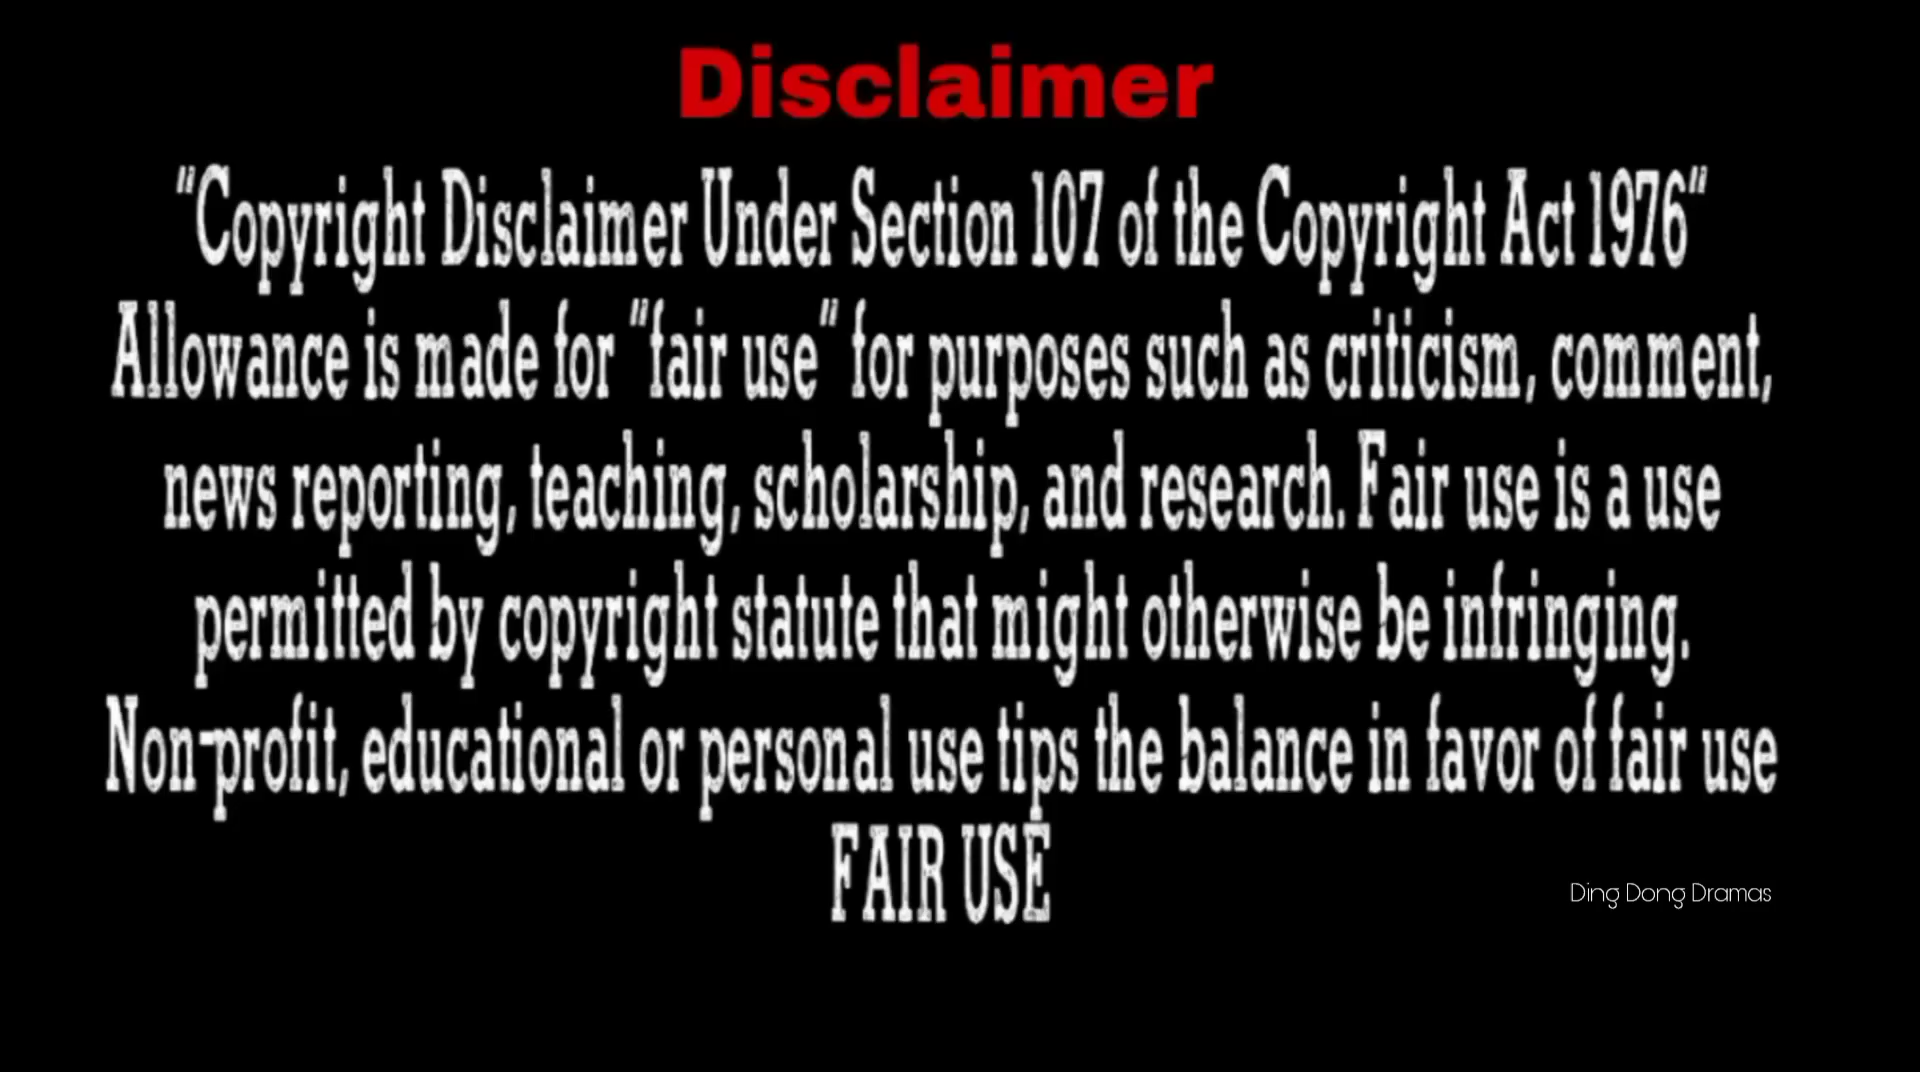 Disclaimer
"Copyright Disclaimer Under Section 107 of the Copyright Act 1976"
Allowance is made for "fair use" for purposes such as criticism, comment,
news reporting, teaching, scholarship, and research. Fair use is a use
permitted by copyright statute that might otherwise be infringing.
Non-profit, educational or personal use tips the balance in favor of fair use
FAIR USE
Ding Dong Dramas